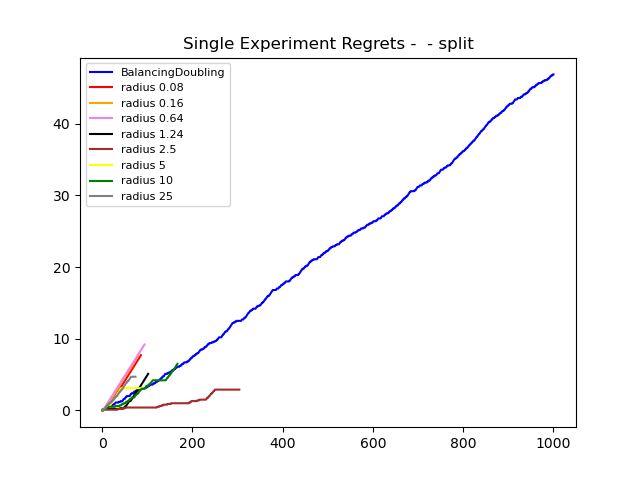 Single Experiment Regrets -  - split
BalancingDoubling
radius 0.08
radius 0.16
radius 0.64
radius 1.24
radius 2.5
radius 5
radius 10
radius 25
40
30
20
10
0
0 200 400 600 800 1000